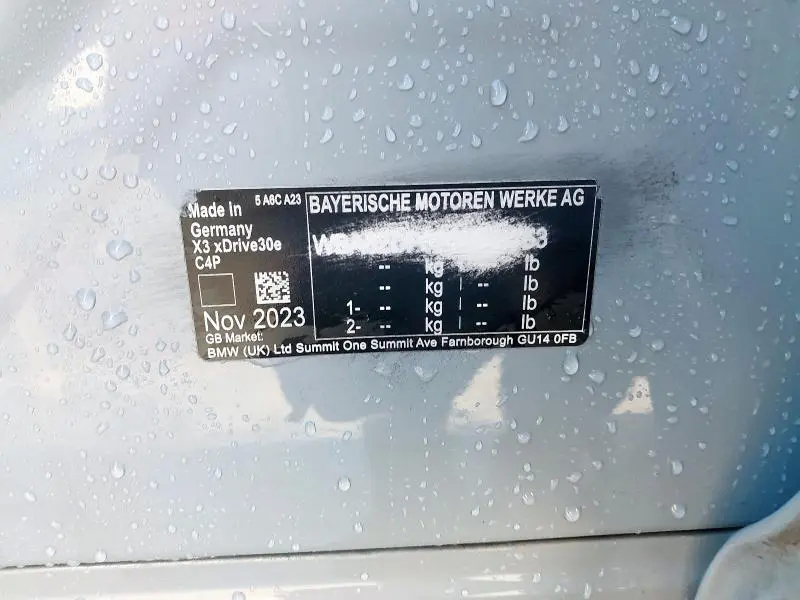 Made in
Germany
X3 xDrive30e
C4P
5 A6C A23
Nov 2023
GB Market:
BAYERISCHE MOTOREN WERKE AG
-- kg lb
-- kg | -- lb
1- -- kg | -- lb
2- -- kg | -- lb
BMW (UK) Ltd Summit One Summit Ave Farnborough GU14 0FB